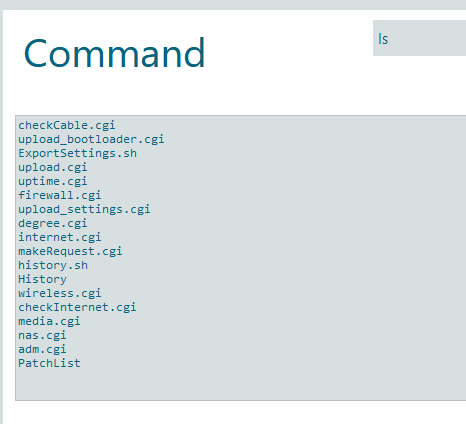 Command
ls
checkCable.cgi
upload_bootloader.cgi
ExportSettings.sh
upload.cgi
uptime.cgi
firewall.cgi
upload_settings.cgi
degree.cgi
internet.cgi
makeRequest.cgi
history.sh
History
wireless.cgi
checkInternet.cgi
media.cgi
nas.cgi
adm.cgi
PatchList